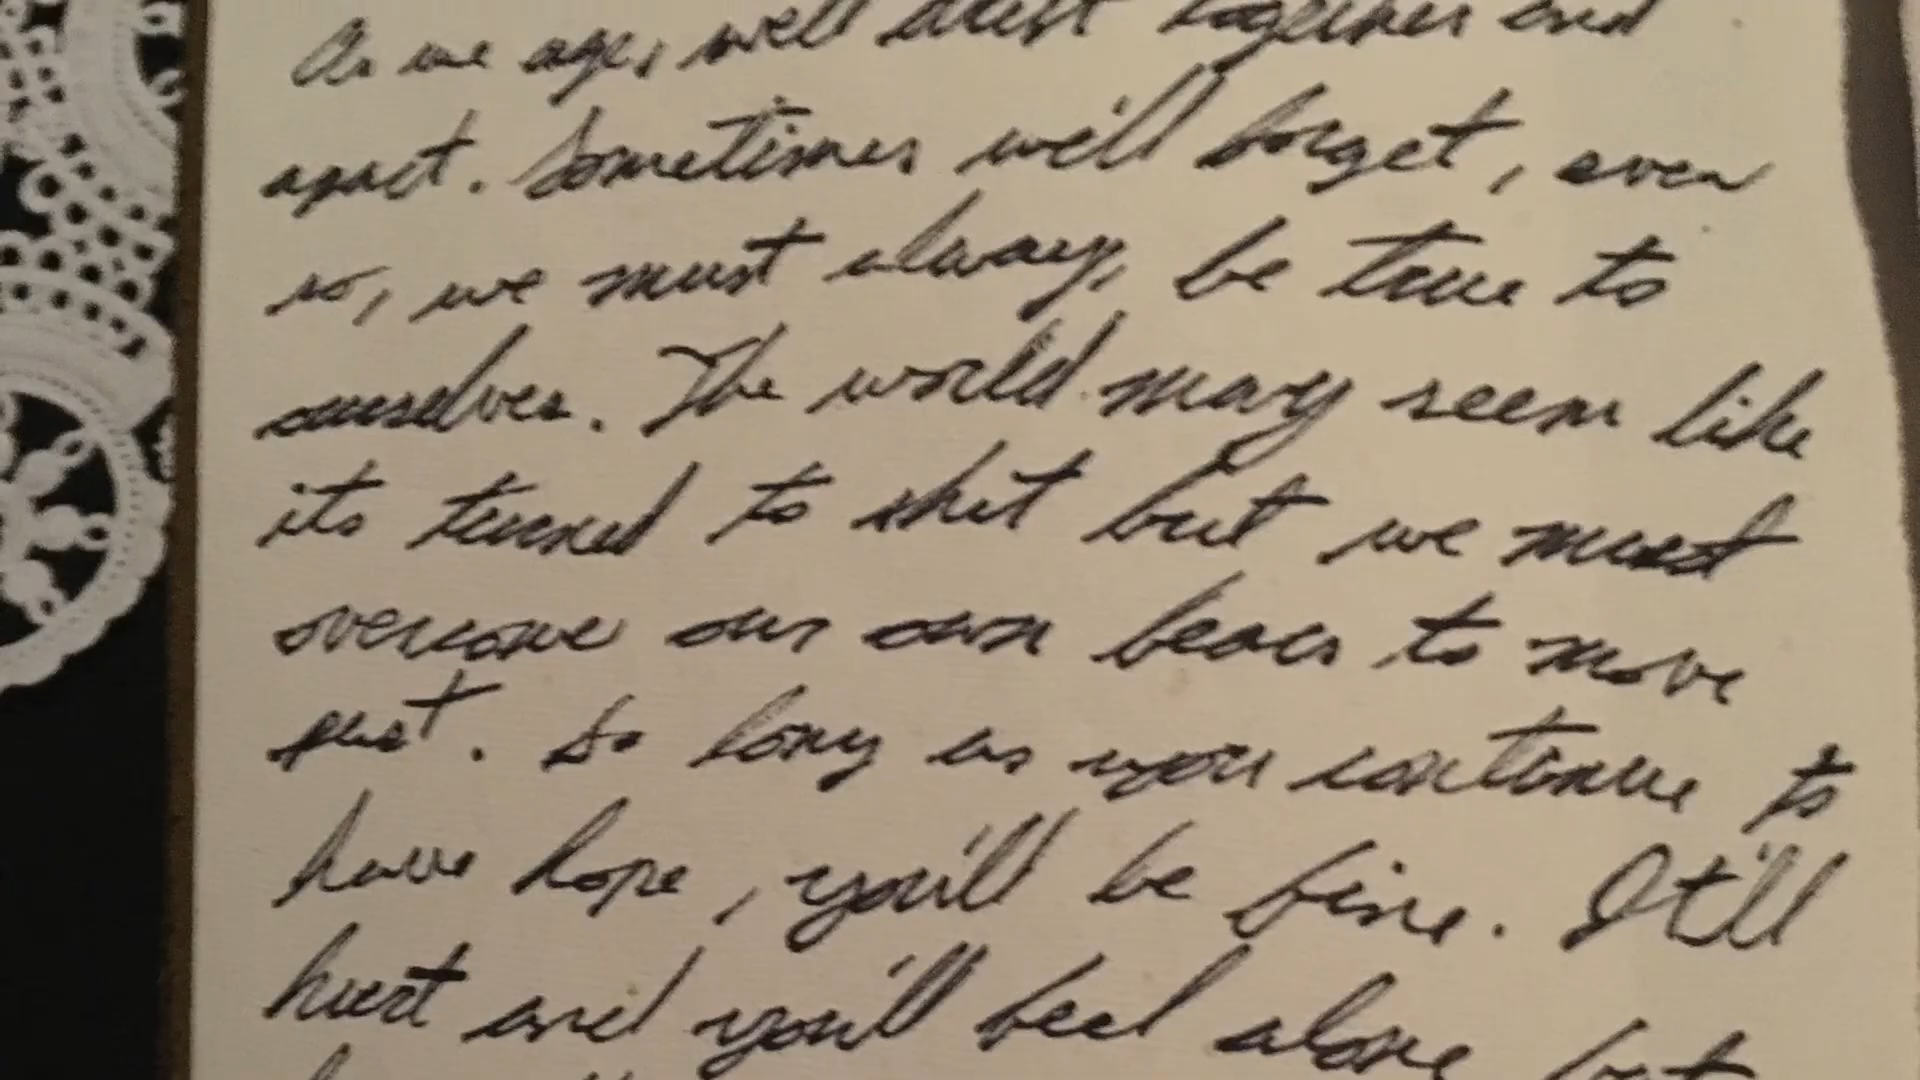 As we age, we'll drift together and
apart. Sometimes we'll forget, even
so, we must always be true to
ourselves. The world may seem like
its turned to shit but we must
overcome our own fears to move
past. So long as you continue to
have hope, you'll be fine. It'll
hurt and you'll feel alone but